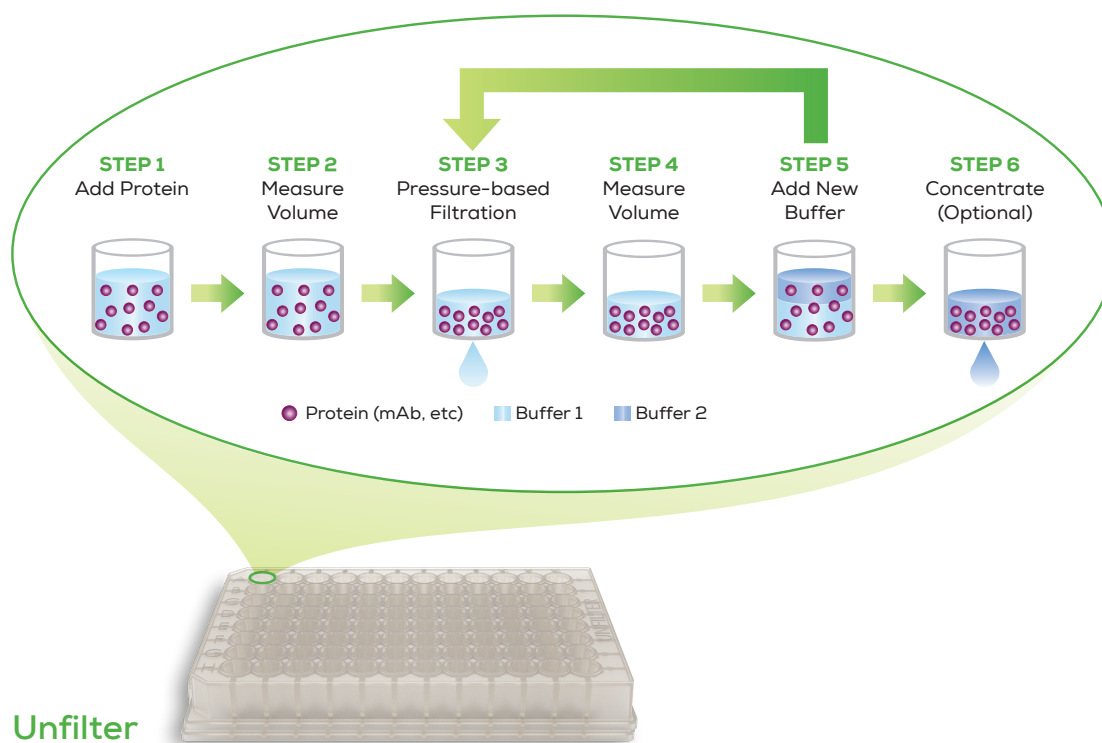 STEP 1
Add Protein
STEP 2
Measure
Volume
STEP 3
Pressure-based
Filtration
STEP 4
Measure
Volume
STEP 5
Add New
Buffer
STEP 6
Concentrate
(Optional)
Protein (mAb, etc)
Buffer 1
Buffer 2
Unfilter